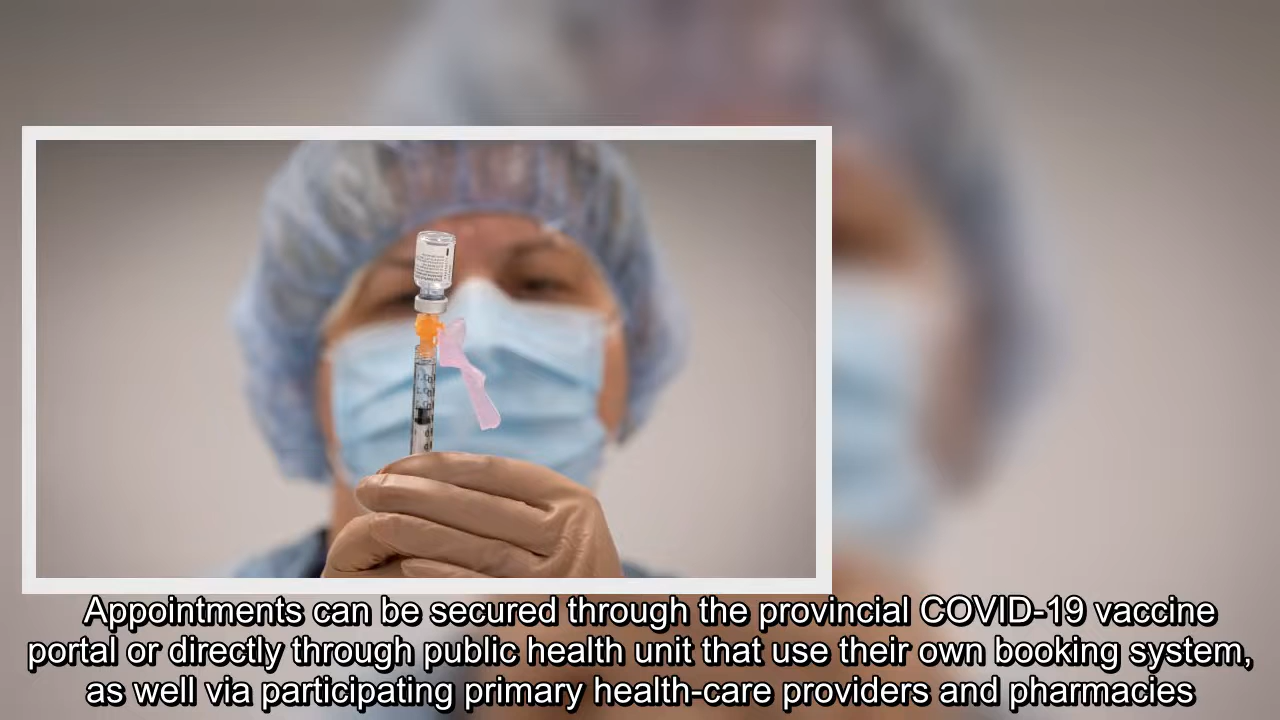 Appointments can be secured through the provincial COVID-19 vaccine
portal or directly through public health unit that use their own booking system,
as well via participating primary health-care providers and pharmacies